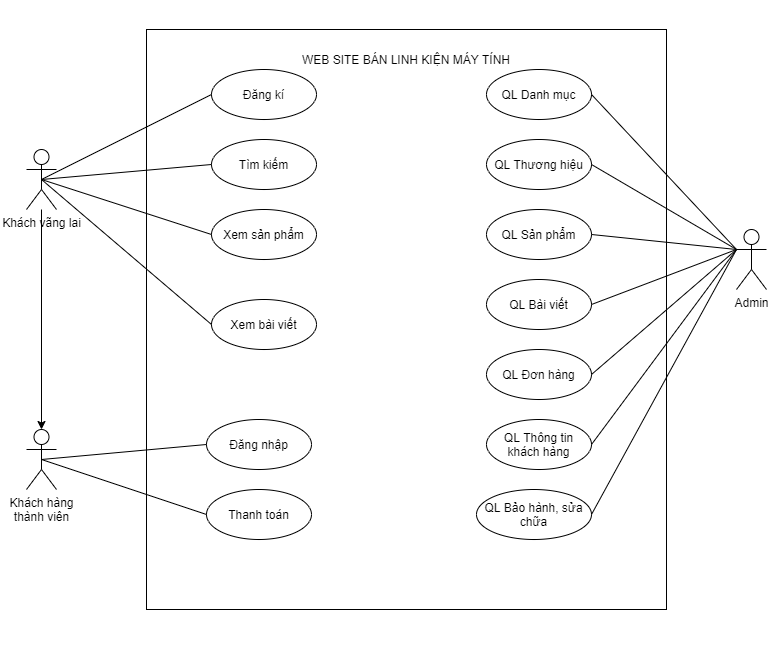 WEB SITE BÁN LINH KIỆN MÁY TÍNH
Đăng kí
Tìm kiếm
Xem sản phẩm
Xem bài viết
Đăng nhập
Thanh toán
QL Danh mục
QL Thương hiệu
QL Sản phẩm
QL Bài viết
QL Đơn hàng
QL Thông tin
khách hàng
QL Bảo hành, sửa
chữa
Khách vãng lai
Khách hàng
thành viên
Admin